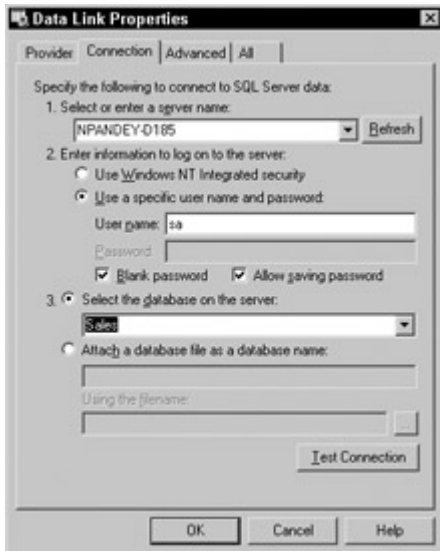 Data Link Properties
Provider Connection Advanced All
Specify the following to connect to SQL Server data:
1. Select or enter a server name:
NPANDEY-D185 Refresh
2. Enter information to log on to the server:
Use Windows NT Integrated security
Use a specific user name and password:
User name: sa
Password:
Blank password Allow saving password
3. Select the database on the server:
Sales
Attach a database file as a database name:
Using the filename:
...
Test Connection
OK Cancel Help